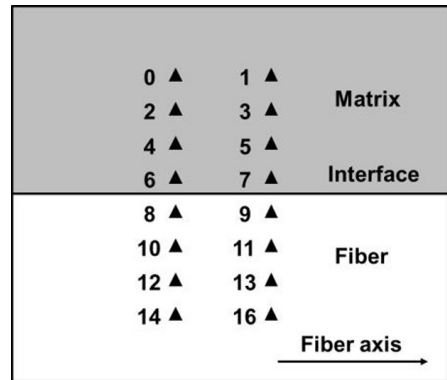 0 ▲ 1 ▲
2 ▲ 3 ▲ Matrix
4 ▲ 5 ▲
6 ▲ 7 ▲ Interface
8 ▲ 9 ▲
10 ▲ 11 ▲ Fiber
12 ▲ 13 ▲
14 ▲ 16 ▲
Fiber axis